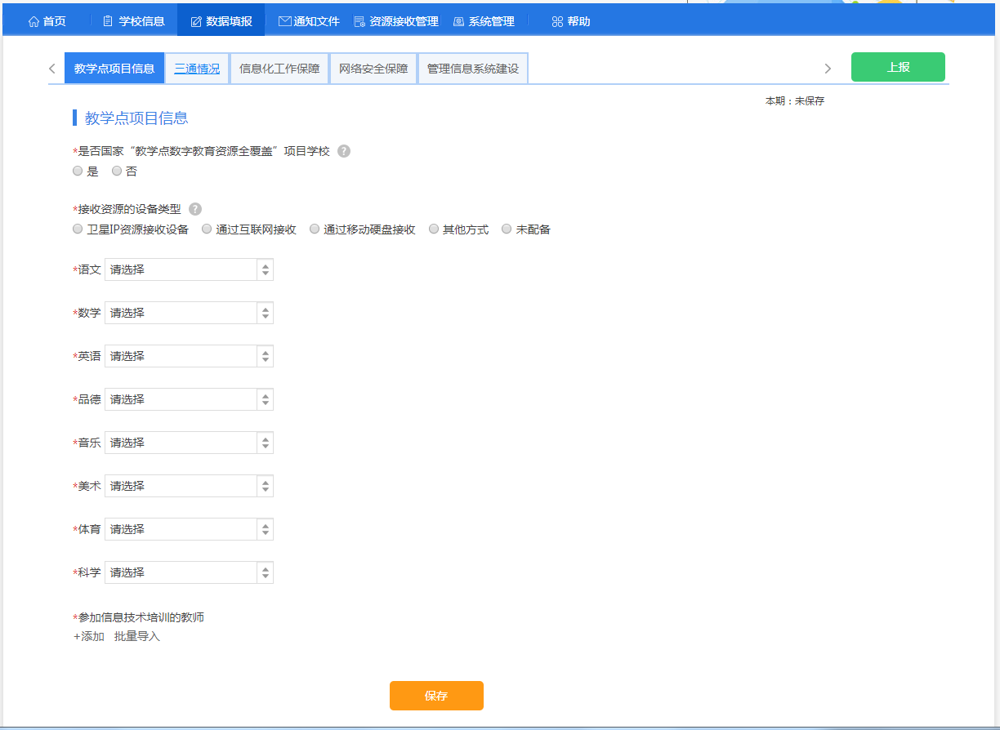 首页 学校信息 数据填报 通知文件 资源接收管理 系统管理 帮助
教学点项目信息 三通情况 信息化工作保障 网络安全保障 管理信息系统建设 上报
本期：未保存
教学点项目信息
*是否国家“教学点数字教育资源全覆盖”项目学校 ?
是 否
*接收资源的设备类型 ?
卫星IP资源接收设备 通过互联网接收 通过移动硬盘接收 其他方式 未配备
*语文 请选择
*数学 请选择
*英语 请选择
*品德 请选择
*音乐 请选择
*美术 请选择
*体育 请选择
*科学 请选择
*参加信息技术培训的教师
+添加 批量导入
保存